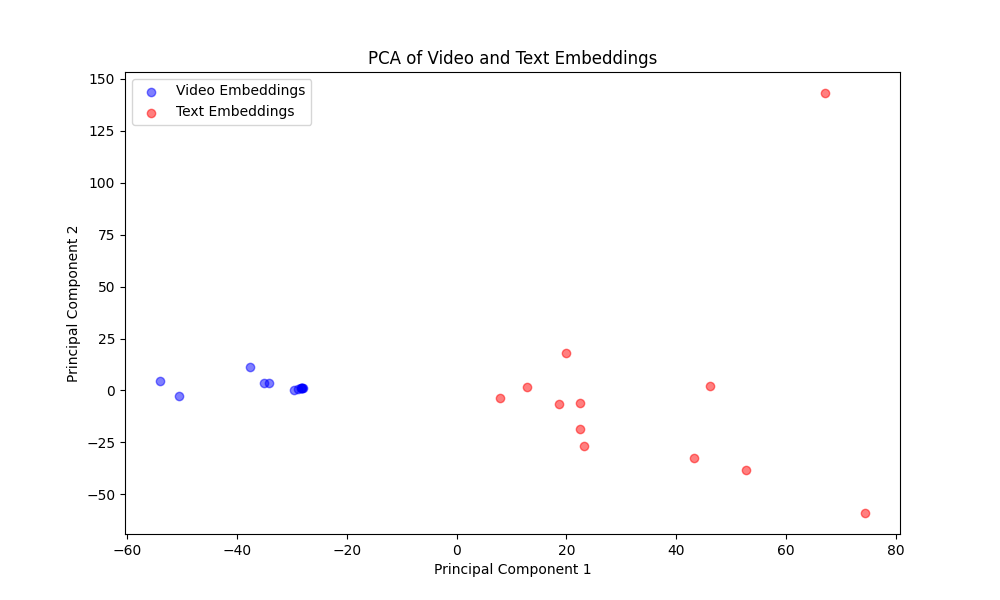 PCA of Video and Text Embeddings
Video Embeddings
Text Embeddings
150
125
100
75
50
25
0
−25
−50
Principal Component 2
−60 −40 −20 0 20 40 60 80
Principal Component 1